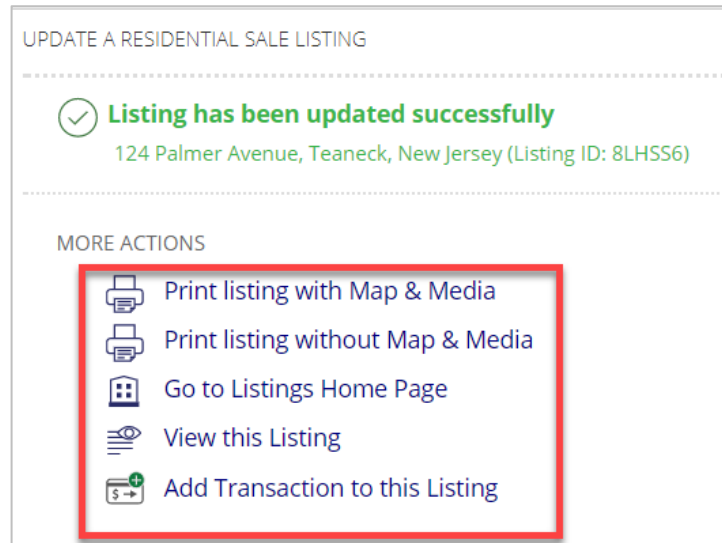 UPDATE A RESIDENTIAL SALE LISTING
Listing has been updated successfully
124 Palmer Avenue, Teaneck, New Jersey (Listing ID: 8LHSS6)
MORE ACTIONS
Print listing with Map & Media
Print listing without Map & Media
Go to Listings Home Page
View this Listing
Add Transaction to this Listing